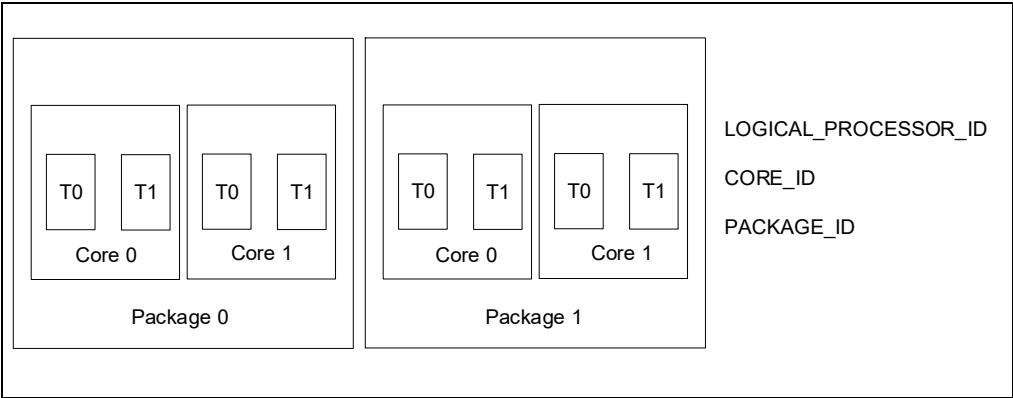 LOGICAL_PROCESSOR_ID
CORE_ID
PACKAGE_ID
T0 T1 T0 T1 T0 T1 T0 T1
Core 0 Core 1 Core 0 Core 1
Package 0 Package 1